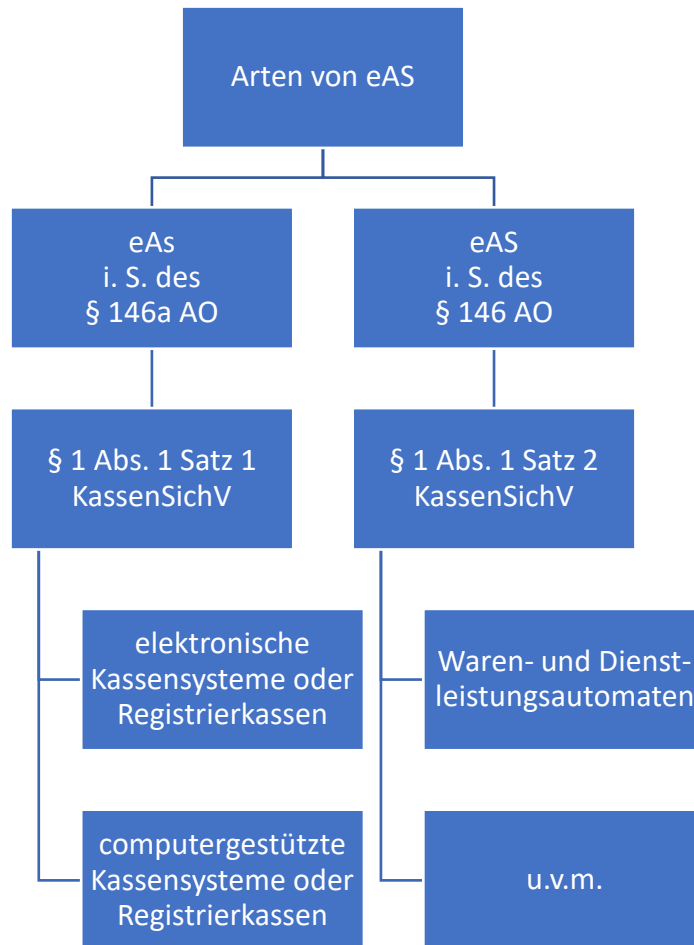 Arten von eAS
eAs
i. S. des
§ 146a AO
eAS
i. S. des
§ 146 AO
§ 1 Abs. 1 Satz 1
KassenSichV
§ 1 Abs. 1 Satz 2
KassenSichV
elektronische
Kassensysteme oder
Registrierkassen
Waren- und Dienst-
leistungsautomaten
computergestützte
Kassensysteme oder
Registrierkassen
u.v.m.